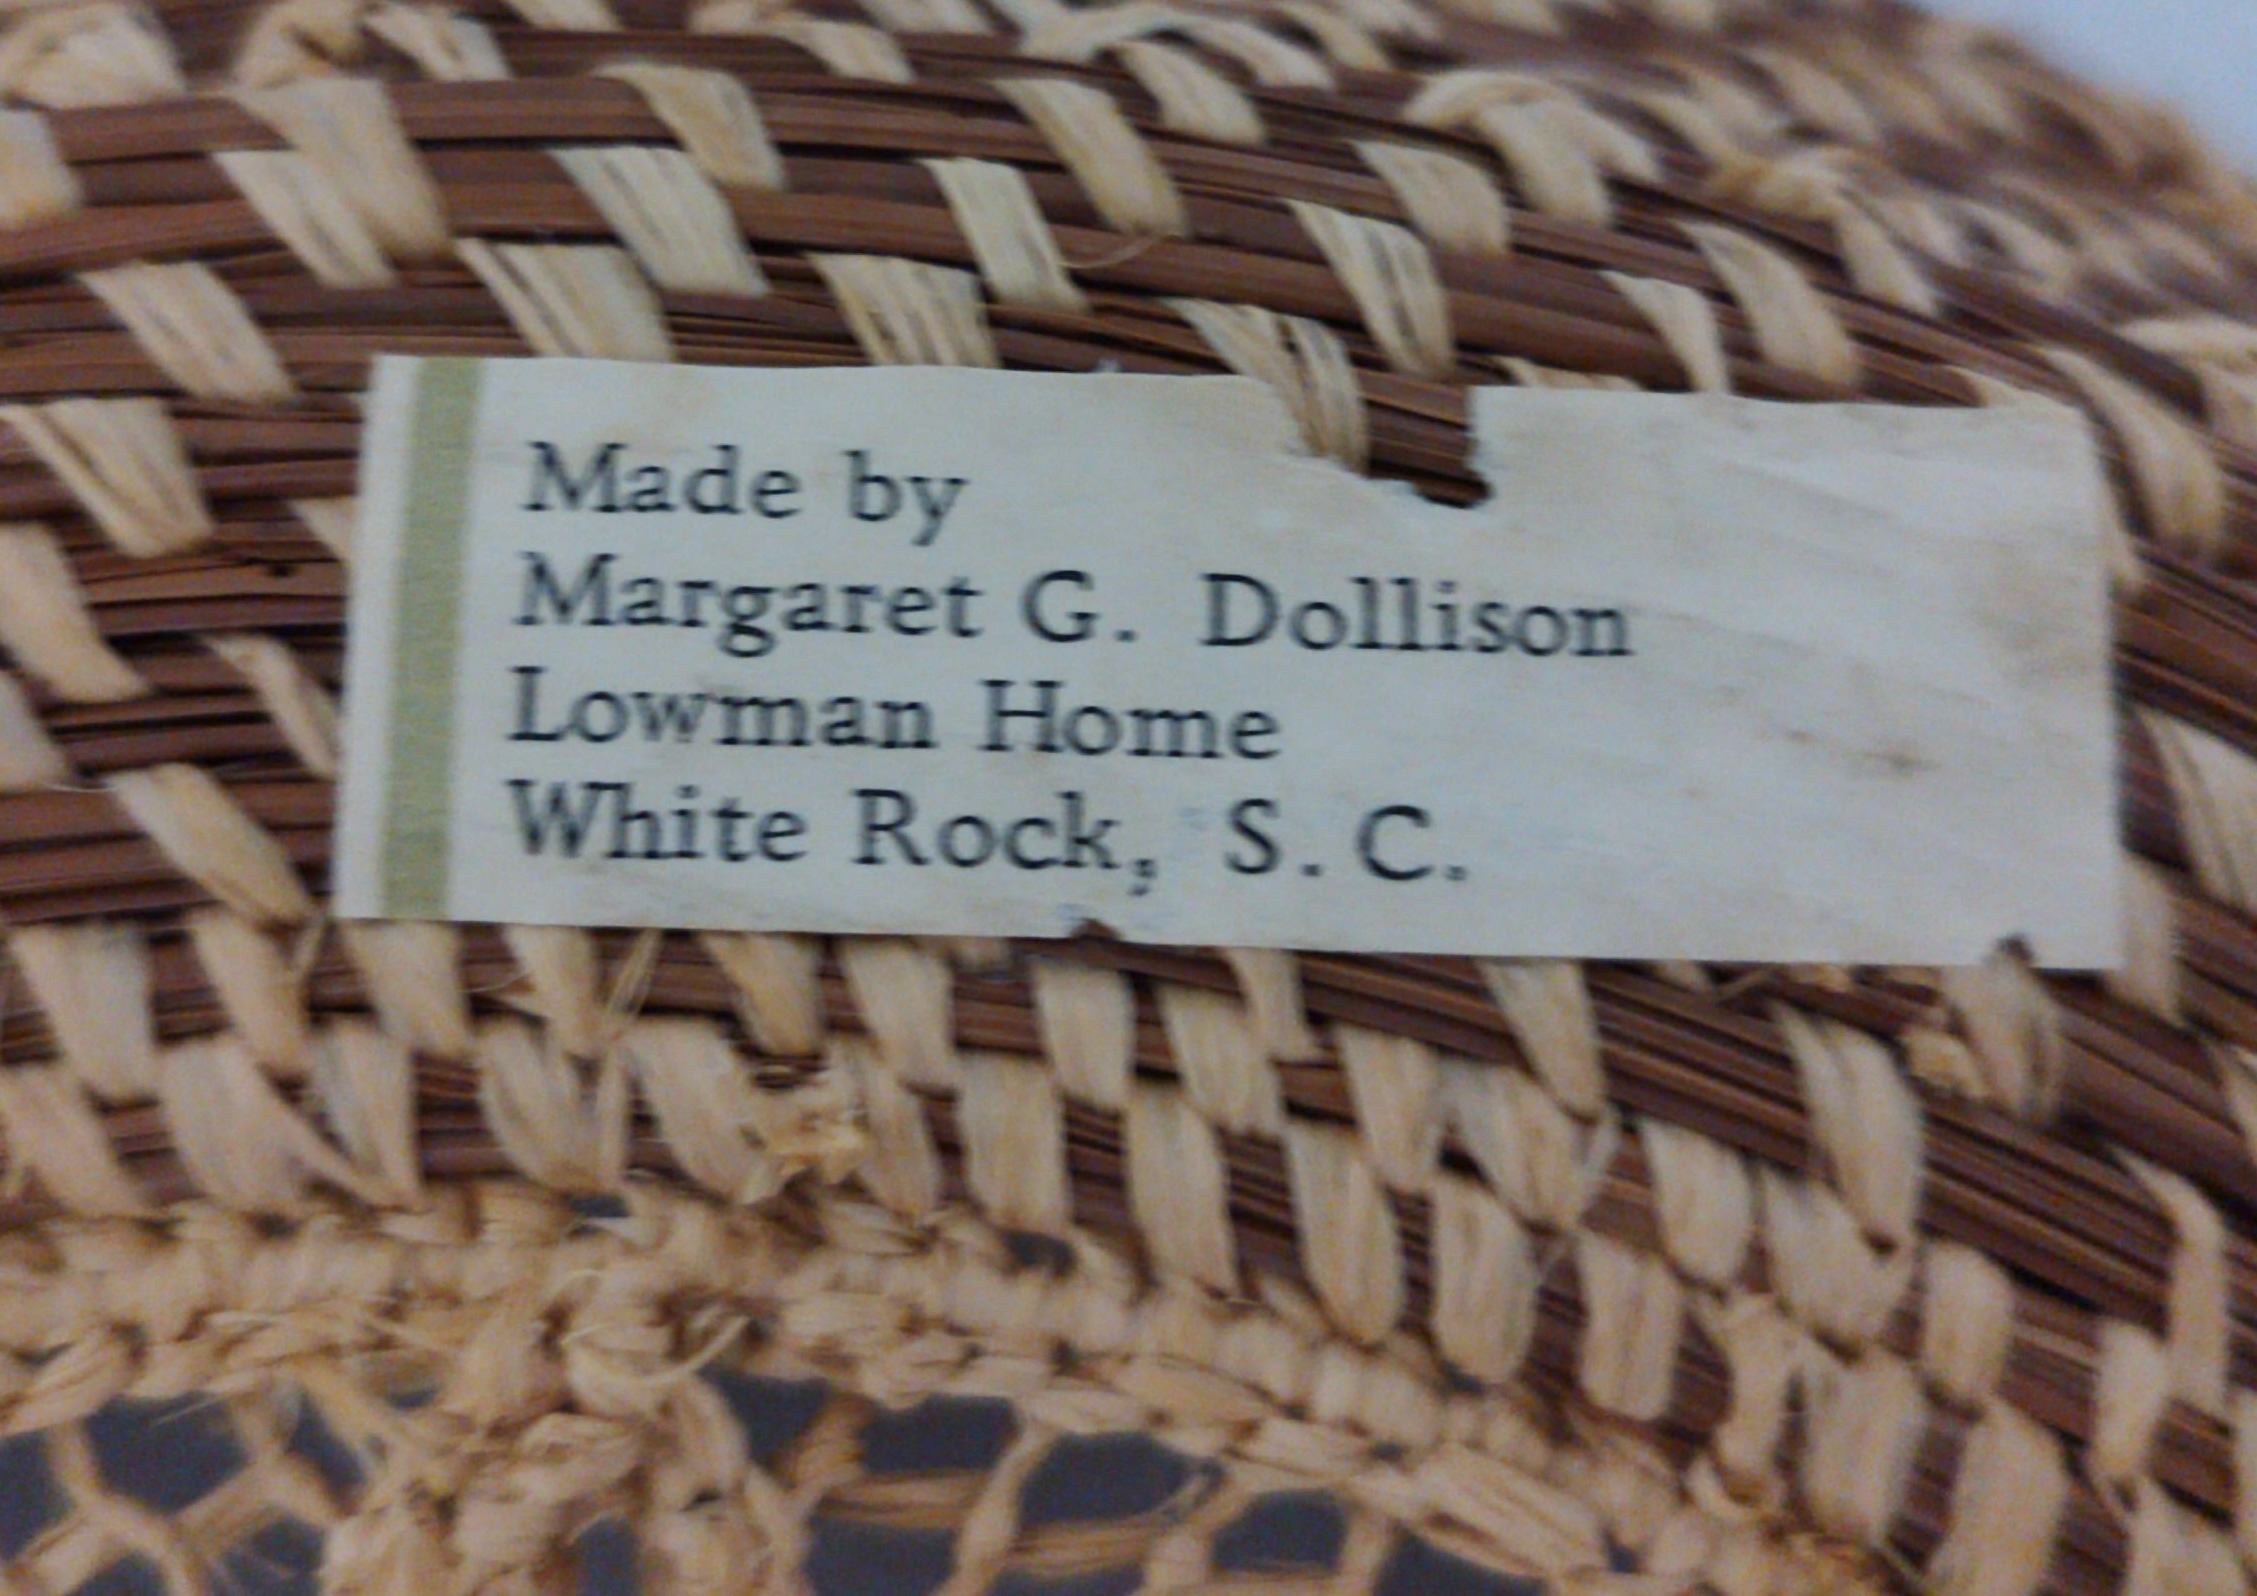 Made by
Margaret G. Dollison
Lowman Home
White Rock, S. C.